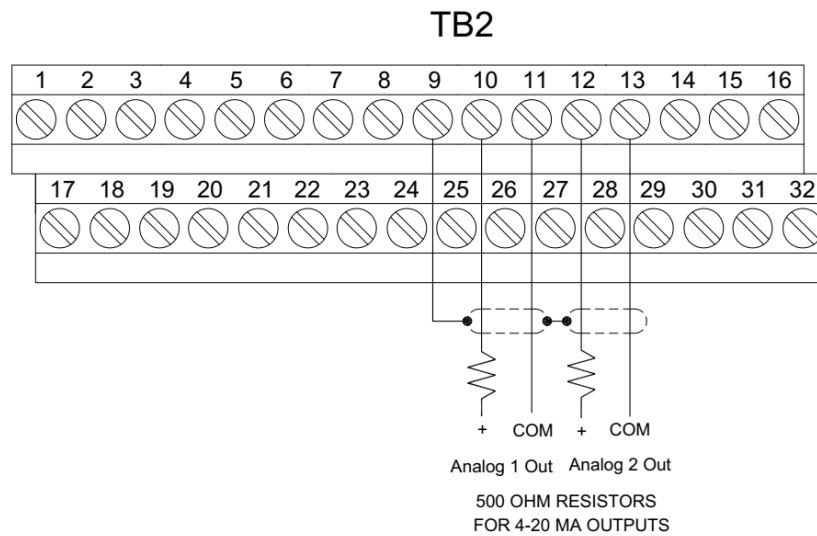 TB2
1 2 3 4 5 6 7 8 9 10 11 12 13 14 15 16
17 18 19 20 21 22 23 24 25 26 27 28 29 30 31 32
+ COM + COM
Analog 1 Out Analog 2 Out
500 OHM RESISTORS
FOR 4-20 MA OUTPUTS